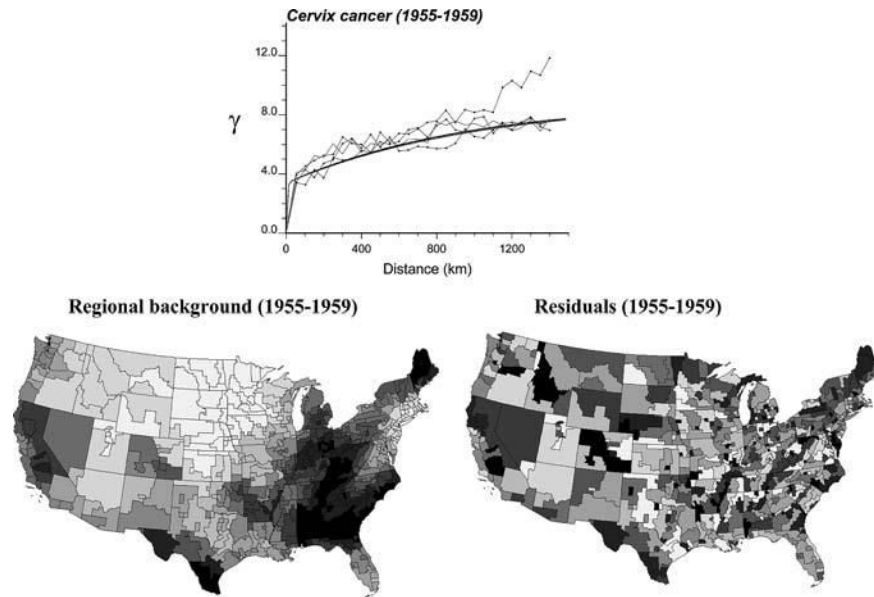 Cervix cancer (1955-1959)
12.0
γ
8.0
4.0
0.0
0
400
800
1200
Distance (km)
Regional background (1955-1959)
Residuals (1955-1959)